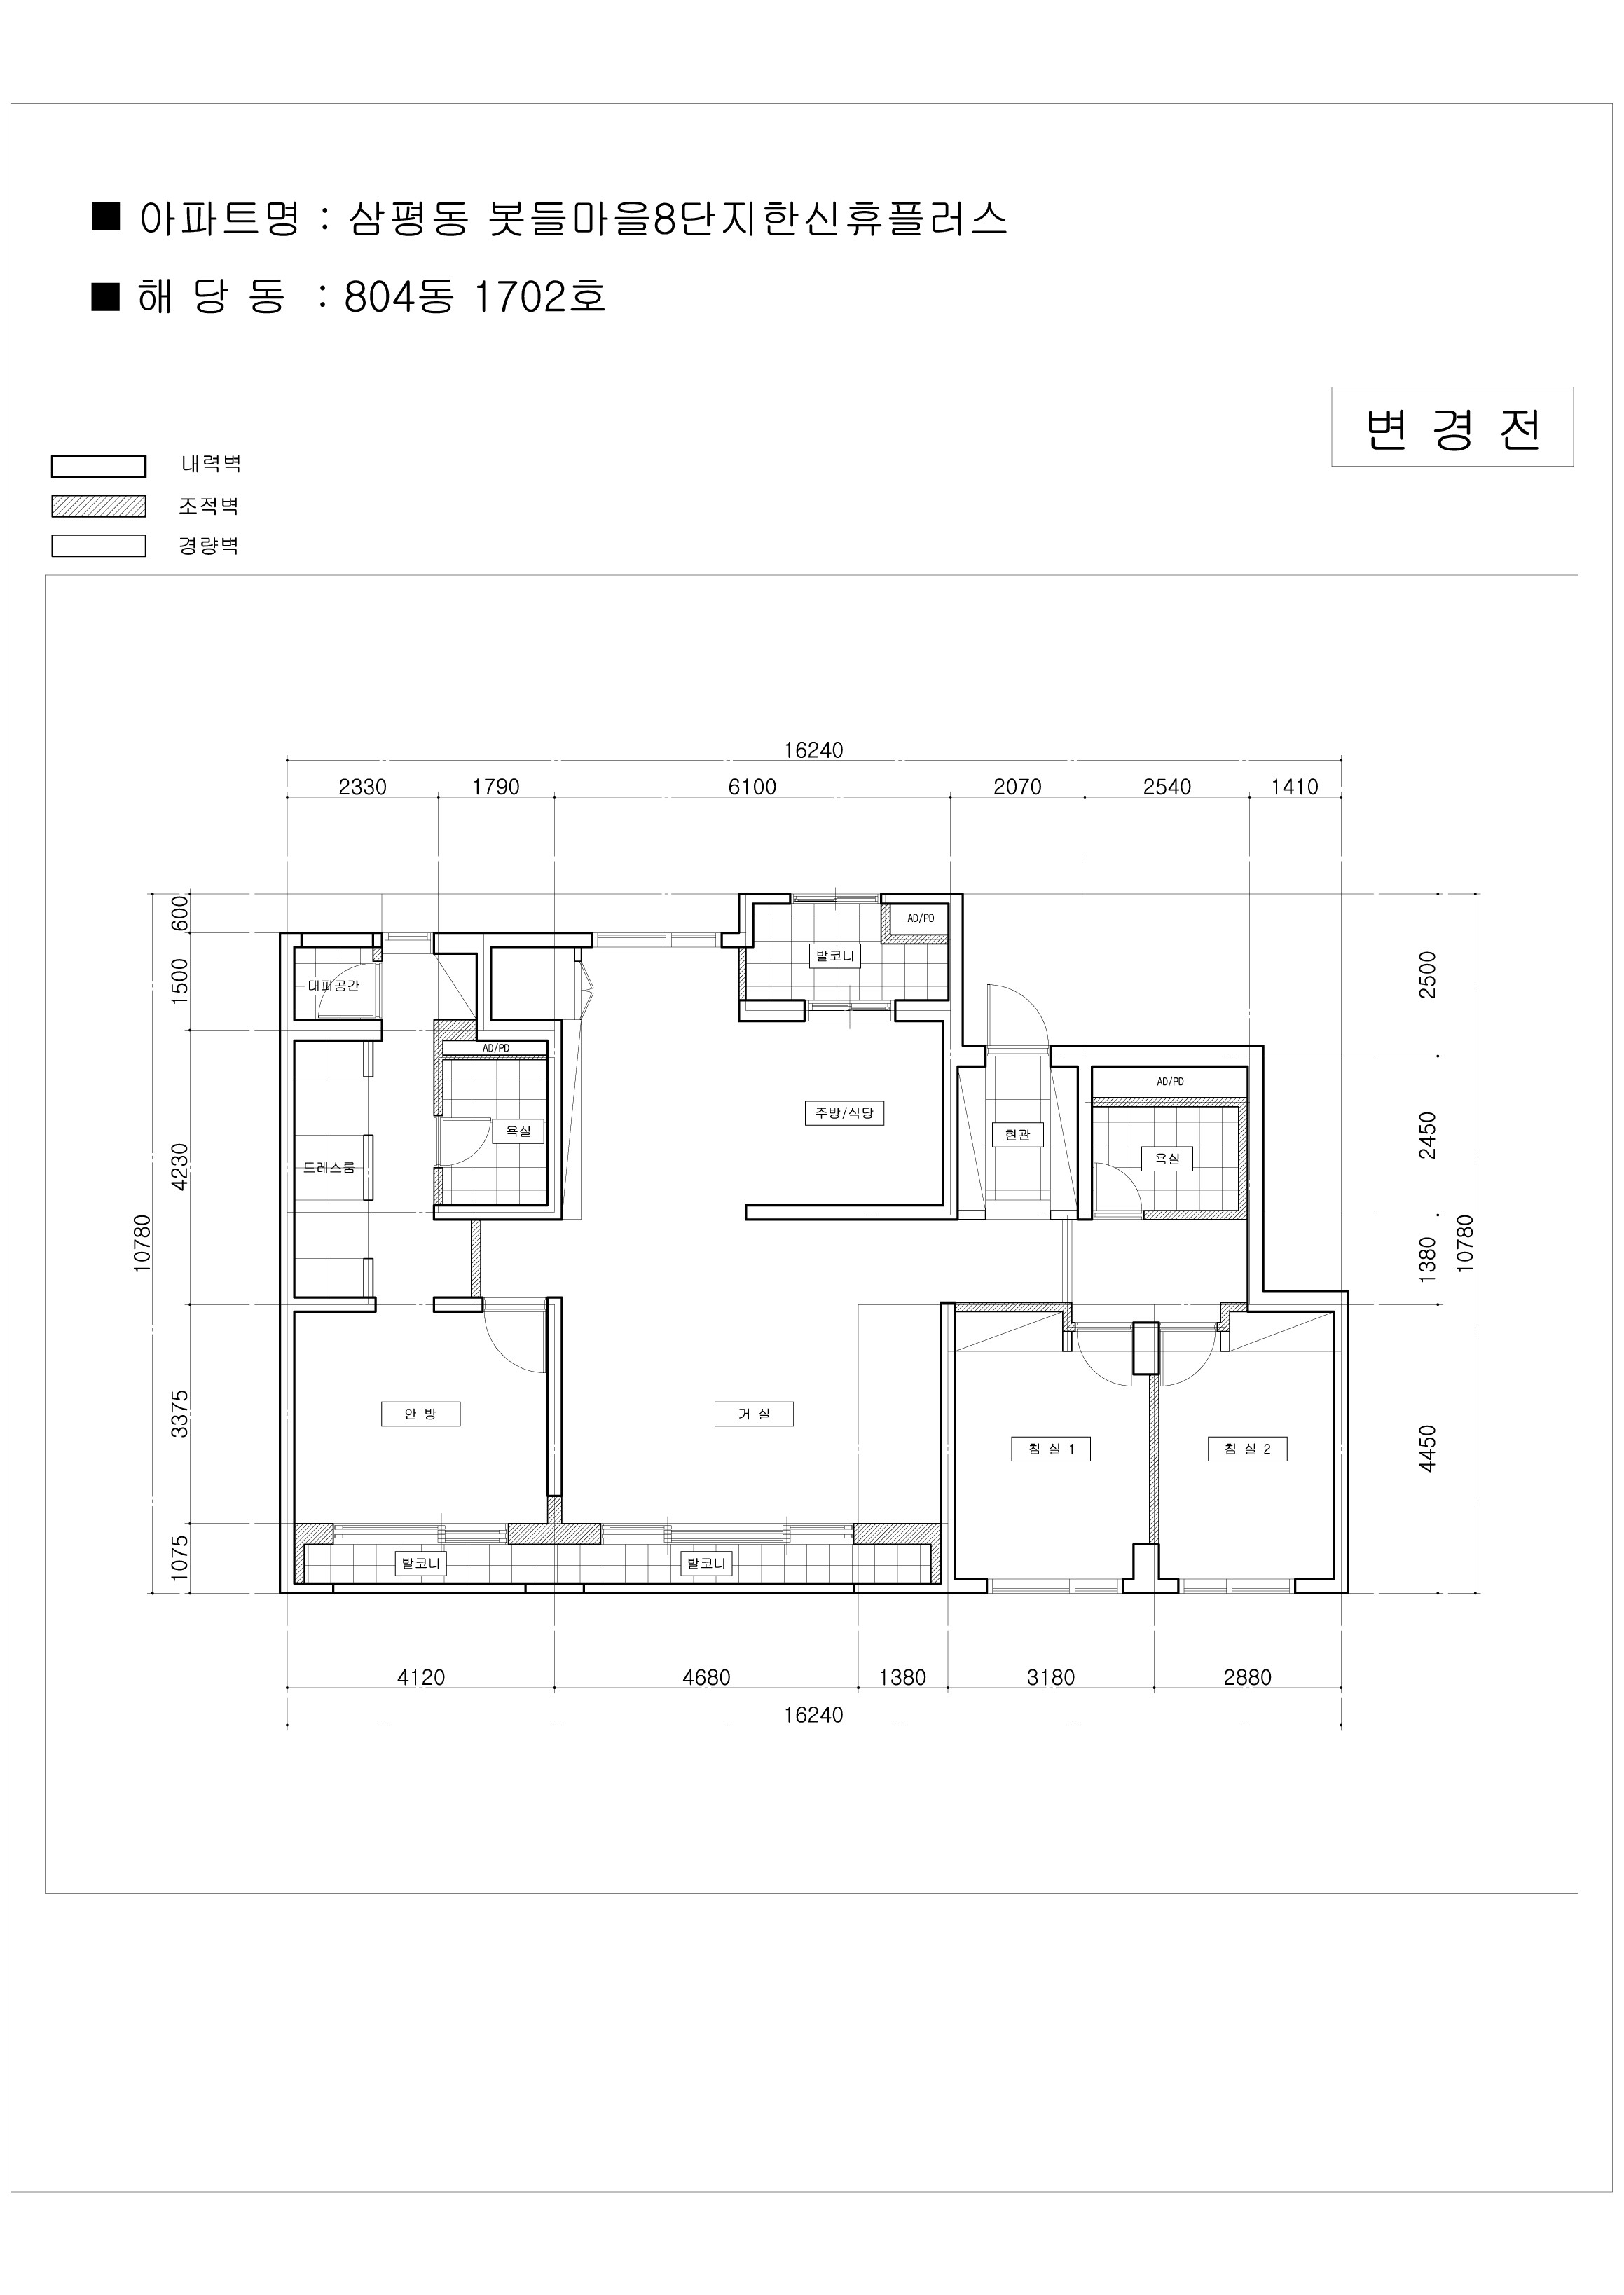 ■ 아파트명 : 삼평동 봇들마을8단지한신휴플러스
■ 해 당 동 : 804동 1702호
변 경 전
내력벽
조적벽
경량벽
16240
2330 1790 6100 2070 2540 1410
600
1500
4230
3375
1075
10780
2500
2450
1380
4450
10780
AD/PD
발코니
대피공간
AD/PD
AD/PD
주방/식당
현관
욕실
욕실
드레스룸
안 방
거 실
침 실 1
침 실 2
발코니
발코니
4120 4680 1380 3180 2880
16240